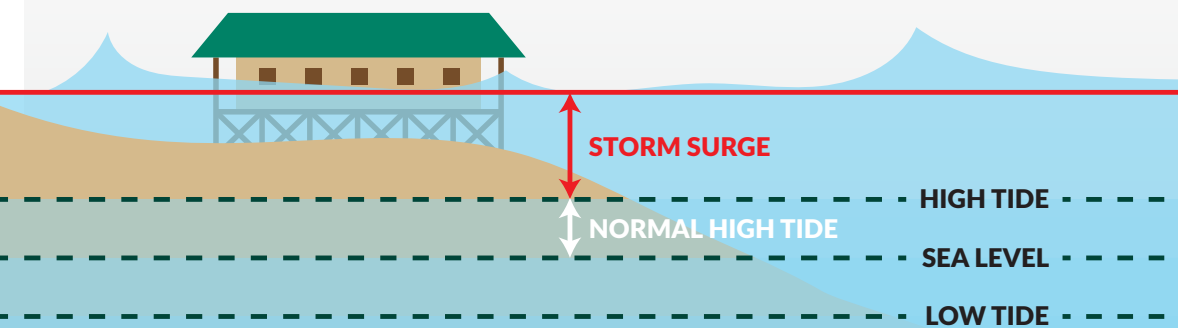 STORM SURGE
HIGH TIDE
NORMAL HIGH TIDE
SEA LEVEL
LOW TIDE